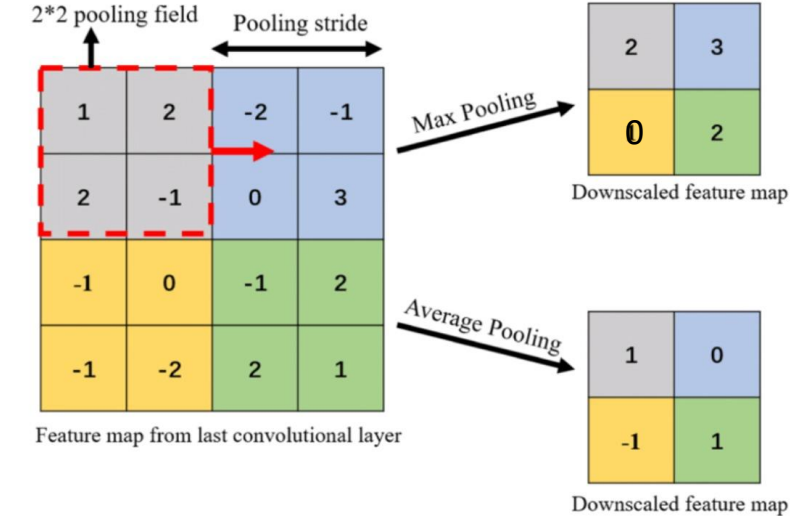 2*2 pooling field
Pooling stride
1 2 -2 -1
2 -1 0 3
-1 0 -1 2
-1 -2 2 1
Feature map from last convolutional layer
Max Pooling
2 3
0 2
Downscaled feature map
Average Pooling
1 0
-1 1
Downscaled feature map